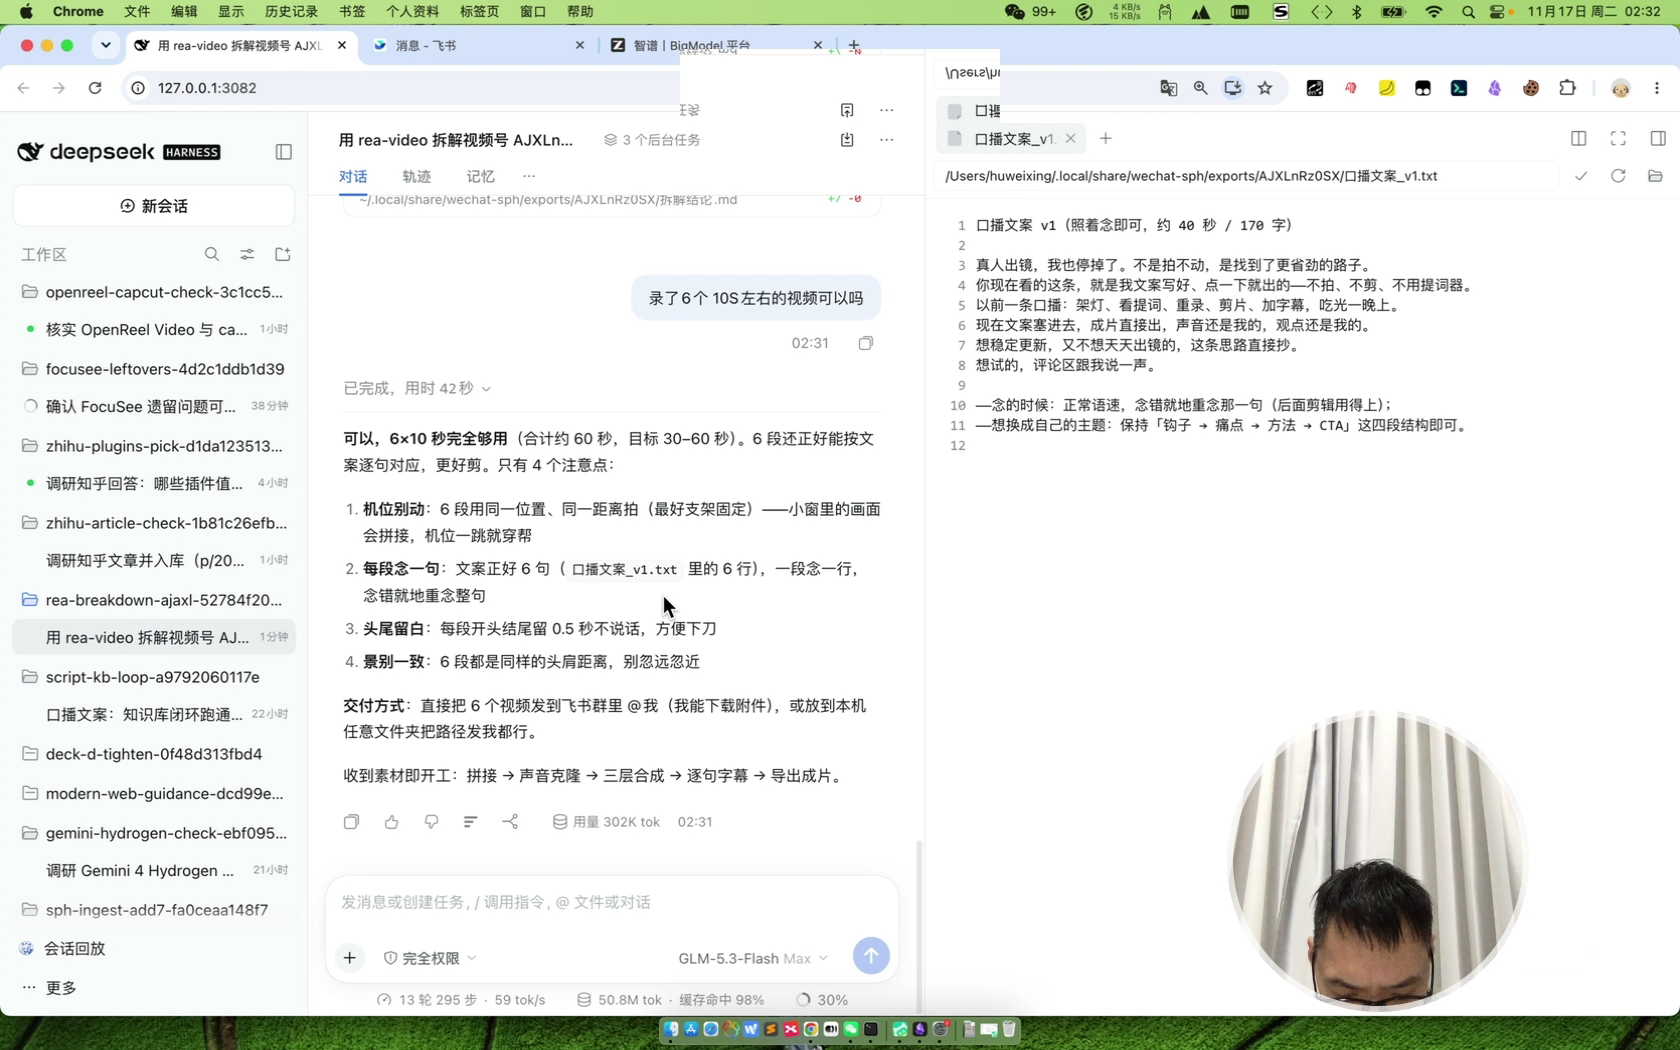 Chrome 文件 编辑 显示 历史记录 书签 个人资料 标签页 窗口 帮助 99+ 4 KB/s 15 KB/s 11月17日 周二 02:32
用 rea-video 拆解视频号 AJXL 消息 - 飞书 智谱 | BigModel 平台
127.0.0.1:3082
deepseek HARNESS
新会话
工作区
openreel-capcut-check-3c1cc5...
核实 OpenReel Video 与 ca... 1小时
focusee-leftovers-4d2c1ddb1d39
确认 FocuSee 遗留问题可... 38分钟
zhihu-plugins-pick-d1da123513...
调研知乎回答：哪些插件值... 4小时
zhihu-article-check-1b81c26efb...
调研知乎文章并入库（p/20... 1小时
rea-breakdown-ajaxl-52784f20...
用 rea-video 拆解视频号 AJ... 1分钟
script-kb-loop-a9792060117e
口播文案：知识库闭环跑通... 22小时
deck-d-tighten-0f48d313fbd4
modern-web-guidance-dcd99e...
gemini-hydrogen-check-ebf095...
调研 Gemini 4 Hydrogen ... 21小时
sph-ingest-add7-fa0ceaa148f7
会话回放
更多
用 rea-video 拆解视频号 AJXLn... 3 个后台任务
对话 轨迹 记忆 ...
~/.local/share/wechat-sph/exports/AJXLnRz0SX/拆解结论.md +7 -0
录了6个 10S左右的视频可以吗
02:31
已完成，用时 42秒
可以，6×10 秒完全够用（合计约 60 秒，目标 30–60 秒）。6 段还正好能按文
案逐句对应，更好剪。只有 4 个注意点：
1. 机位别动：6 段用同一位置、同一距离拍（最好支架固定）——小窗里的画面
会拼接，机位一跳就穿帮
2. 每段念一句：文案正好 6 句（ 口播文案_v1.txt 里的 6 行），一段念一行，
念错就地重念整句
3. 头尾留白：每段开头结尾留 0.5 秒不说话，方便下刀
4. 景别一致：6 段都是同样的头肩距离，别忽远忽近
交付方式：直接把 6 个视频发到飞书群里 @我（我能下载附件），或放到本机
任意文件夹把路径发我都行。
收到素材即开工：拼接 → 声音克隆 → 三层合成 → 逐句字幕 → 导出成片。
用量 302K tok 02:31
发消息或创建任务, / 调用指令, @ 文件或对话
完全权限 GLM-5.3-Flash Max
13 轮 295 步 · 59 tok/s 50.8M tok · 缓存命中 98% 30%
口播文案_v1.
/Users/huweixing/.local/share/wechat-sph/exports/AJXLnRz0SX/口播文案_v1.txt
1 口播文案 v1（照着念即可，约 40 秒 / 170 字）
2
3 真人出镜，我也停掉了。不是拍不动，是找到了更省劲的路子。
4 你现在看的这条，就是我文案写好、点一下就出的——不拍、不剪、不用提词器。
5 以前一条口播：架灯、看提词、重录、剪片、加字幕，吃光一晚上。
6 现在文案塞进去，成片直接出，声音还是我的，观点还是我的。
7 想稳定更新，又不想天天出镜的，这条思路直接抄。
8 想试的，评论区跟我说一声。
9
10 ——念的时候：正常语速，念错就地重念那一句（后面剪辑用得上）；
11 ——想换成自己的主题：保持「钩子 → 痛点 → 方法 → CTA」这四段结构即可。
12